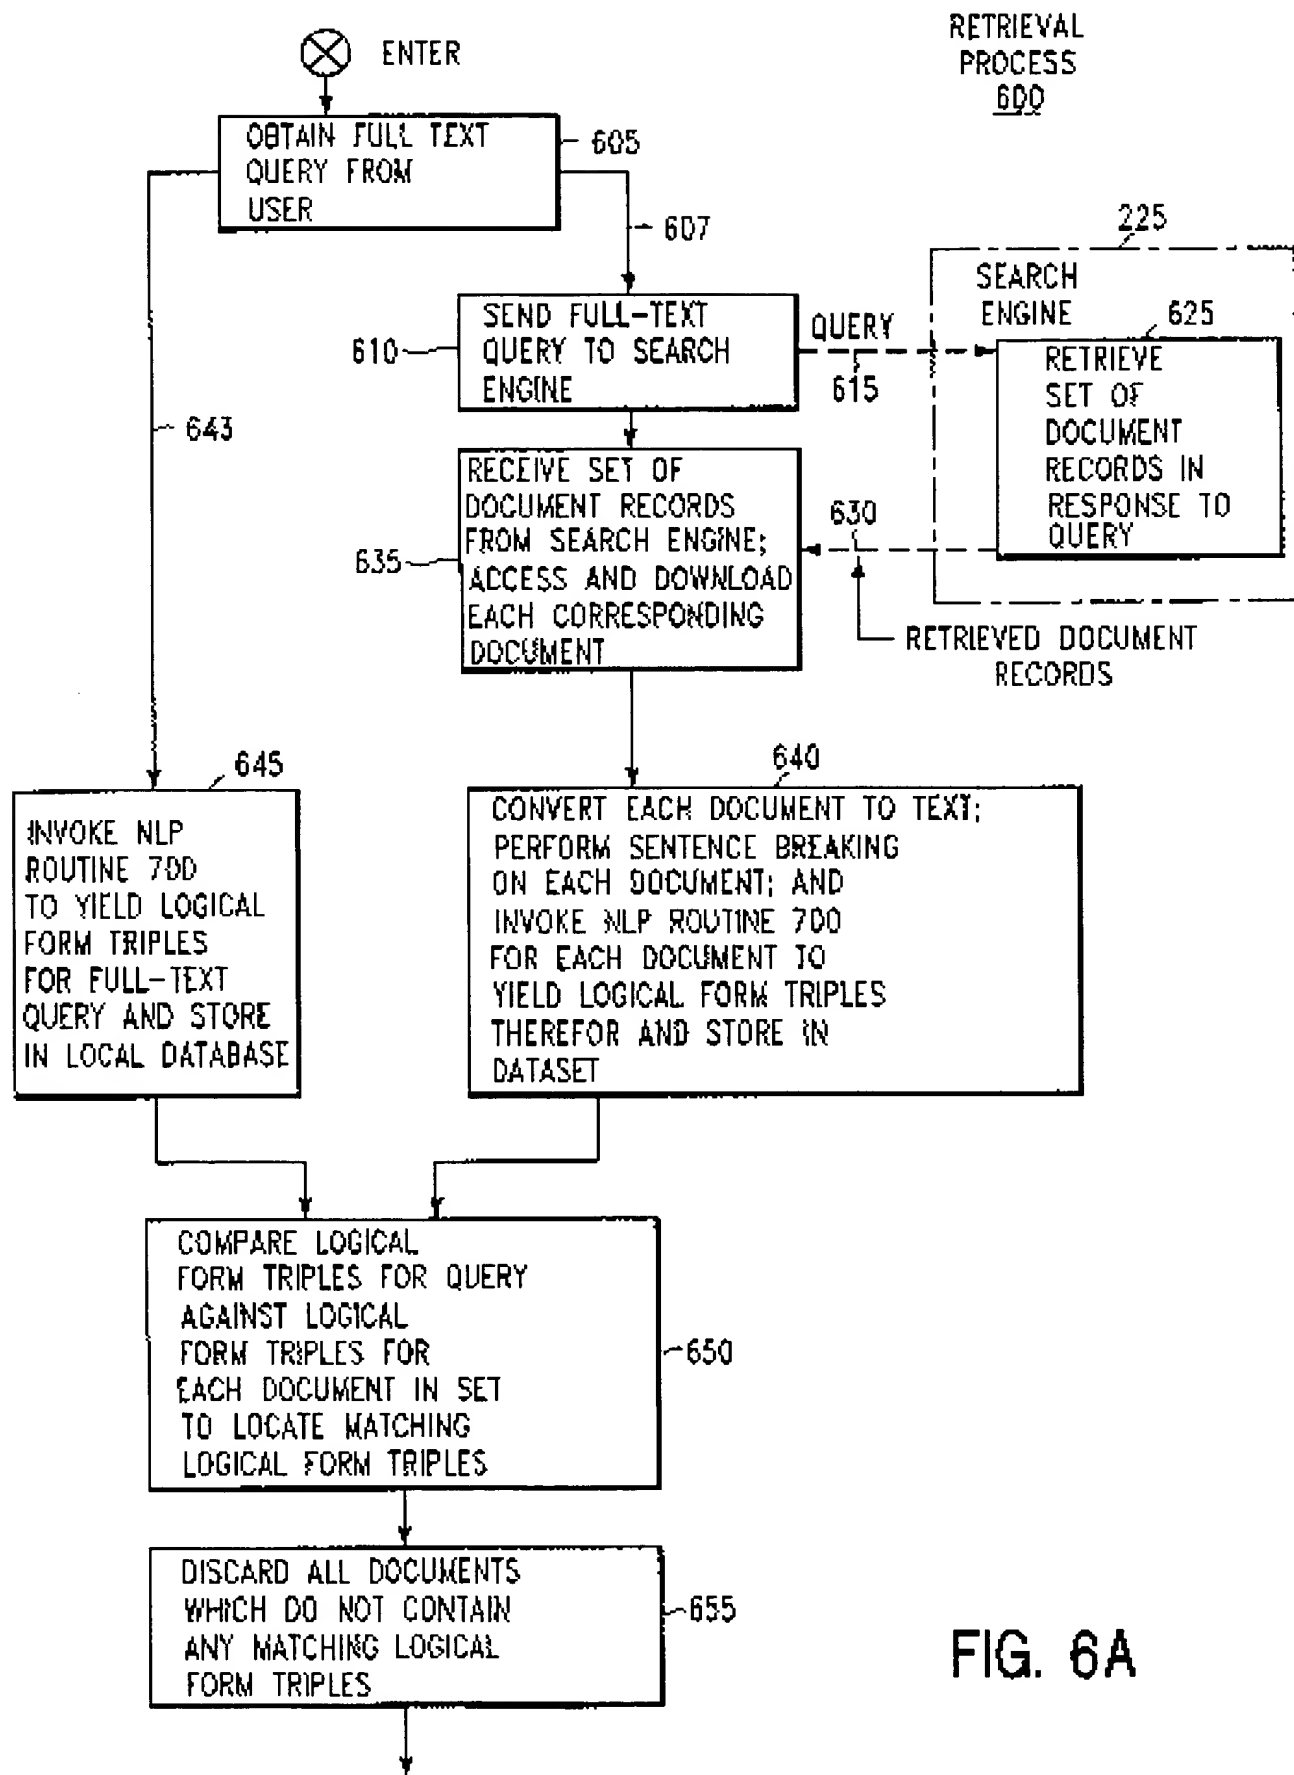 ENTER
RETRIEVAL
PROCESS
600
OBTAIN FULL TEXT
QUERY FROM
USER
605
607
225
SEARCH
ENGINE
SEND FULL-TEXT
QUERY TO SEARCH
ENGINE
610
QUERY
615
625
RETRIEVE
SET OF
DOCUMENT
RECORDS IN
RESPONSE TO
QUERY
643
RECEIVE SET OF
DOCUMENT RECORDS
FROM SEARCH ENGINE;
ACCESS AND DOWNLOAD
EACH CORRESPONDING
DOCUMENT
635
630
RETRIEVED DOCUMENT
RECORDS
645
INVOKE NLP
ROUTINE 700
TO YIELD LOGICAL
FORM TRIPLES
FOR FULL-TEXT
QUERY AND STORE
IN LOCAL DATABASE
640
CONVERT EACH DOCUMENT TO TEXT;
PERFORM SENTENCE BREAKING
ON EACH DOCUMENT; AND
INVOKE NLP ROUTINE 700
FOR EACH DOCUMENT TO
YIELD LOGICAL FORM TRIPLES
THEREFOR AND STORE IN
DATASET
COMPARE LOGICAL
FORM TRIPLES FOR QUERY
AGAINST LOGICAL
FORM TRIPLES FOR
EACH DOCUMENT IN SET
TO LOCATE MATCHING
LOGICAL FORM TRIPLES
650
DISCARD ALL DOCUMENTS
WHICH DO NOT CONTAIN
ANY MATCHING LOGICAL
FORM TRIPLES
655
FIG. 6A